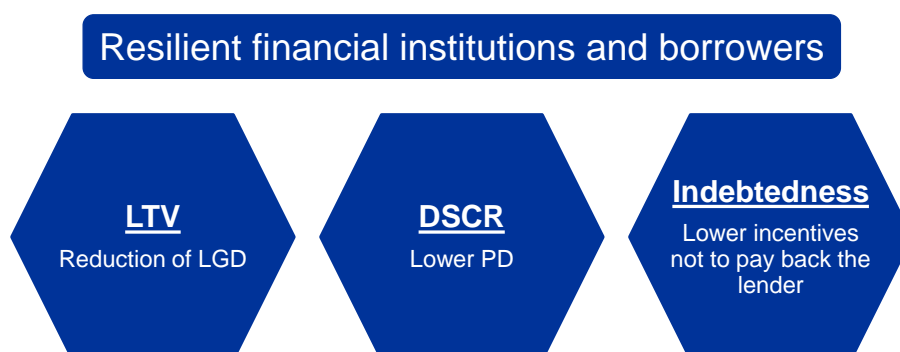 Resilient financial institutions and borrowers
LTV
Reduction of LGD
DSCR
Lower PD
Indebtedness
Lower incentives
not to pay back the
lender